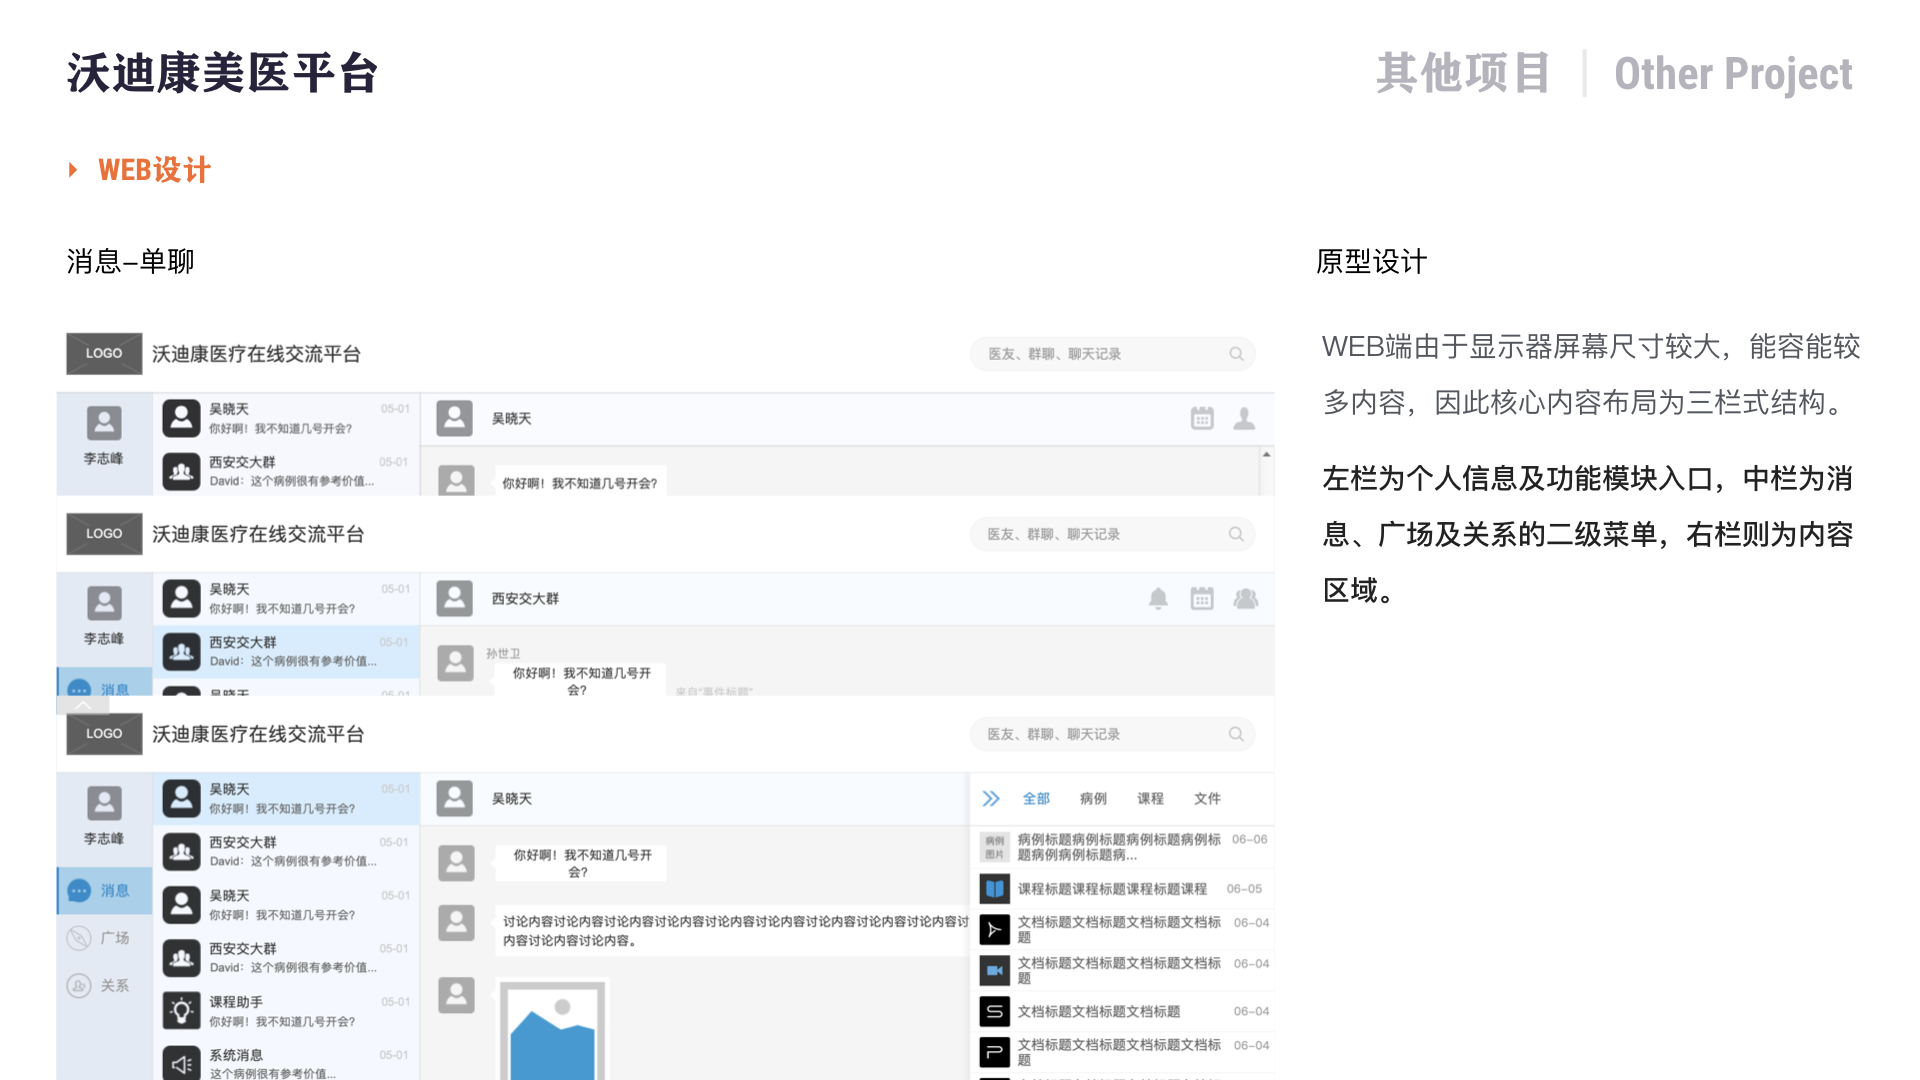 沃迪康美医平台
其他项目 | Other Project
WEB设计
消息–单聊
原型设计
WEB端由于显示器屏幕尺寸较大，能容能较
多内容，因此核心内容布局为三栏式结构。
左栏为个人信息及功能模块入口，中栏为消
息、广场及关系的二级菜单，右栏则为内容
区域。
LOGO 沃迪康医疗在线交流平台
医友、群聊、聊天记录
李志峰
吴晓天 05-01
你好啊！我不知道几号开会?
西安交大群 05-01
David：这个病例很有参考价值...
吴晓天
你好啊！我不知道几号开会?
LOGO 沃迪康医疗在线交流平台
医友、群聊、聊天记录
李志峰
消息
吴晓天 05-01
你好啊！我不知道几号开会?
西安交大群 05-01
David：这个病例很有参考价值...
吴晓天 05-01
西安交大群
孙世卫
你好啊！我不知道几号开
会?
来自"事件标题"
LOGO 沃迪康医疗在线交流平台
医友、群聊、聊天记录
李志峰
消息
广场
关系
吴晓天 05-01
你好啊！我不知道几号开会?
西安交大群 05-01
David：这个病例很有参考价值...
吴晓天 05-01
你好啊！我不知道几号开会?
西安交大群 05-01
David：这个病例很有参考价值...
课程助手 05-01
你好啊！我不知道几号开会?
系统消息 05-01
这个病例很有参考价值...
吴晓天
你好啊！我不知道几号开
会?
讨论内容讨论内容讨论内容讨论内容讨论内容讨论内容讨论内容讨论内容讨论内容讨
内容讨论内容讨论内容。
全部 病例 课程 文件
病例
图片
病例标题病例标题病例标题病例标 06-06
题病例病例标题病...
课程标题课程标题课程标题课程 06-05
文档标题文档标题文档标题文档标 06-04
题
文档标题文档标题文档标题文档标 06-04
题
文档标题文档标题文档标题 06-04
文档标题文档标题文档标题文档标 06-04
题